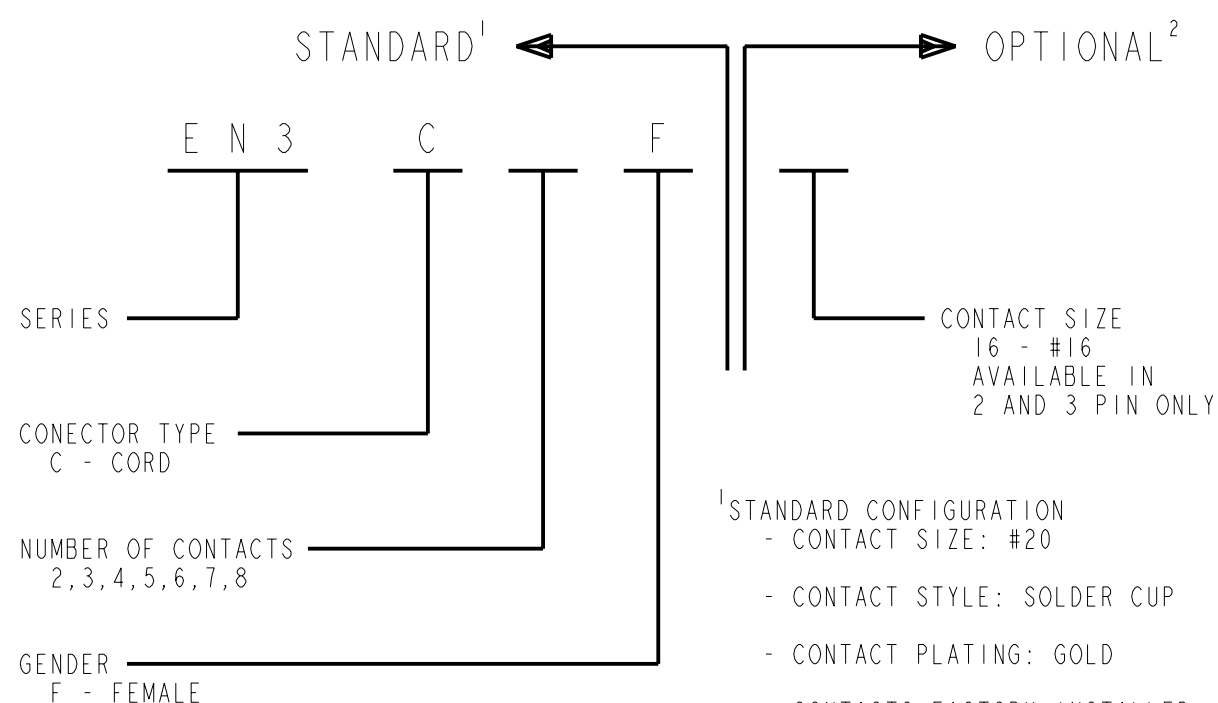 STANDARD¹
OPTIONAL²
EN3 C F
SERIES
CONTACT SIZE
16 - #16
AVAILABLE IN
2 AND 3 PIN ONLY
CONECTOR TYPE
C - CORD
NUMBER OF CONTACTS
2,3,4,5,6,7,8
GENDER
F - FEMALE
¹STANDARD CONFIGURATION
- CONTACT SIZE: #20
- CONTACT STYLE: SOLDER CUP
- CONTACT PLATING: GOLD